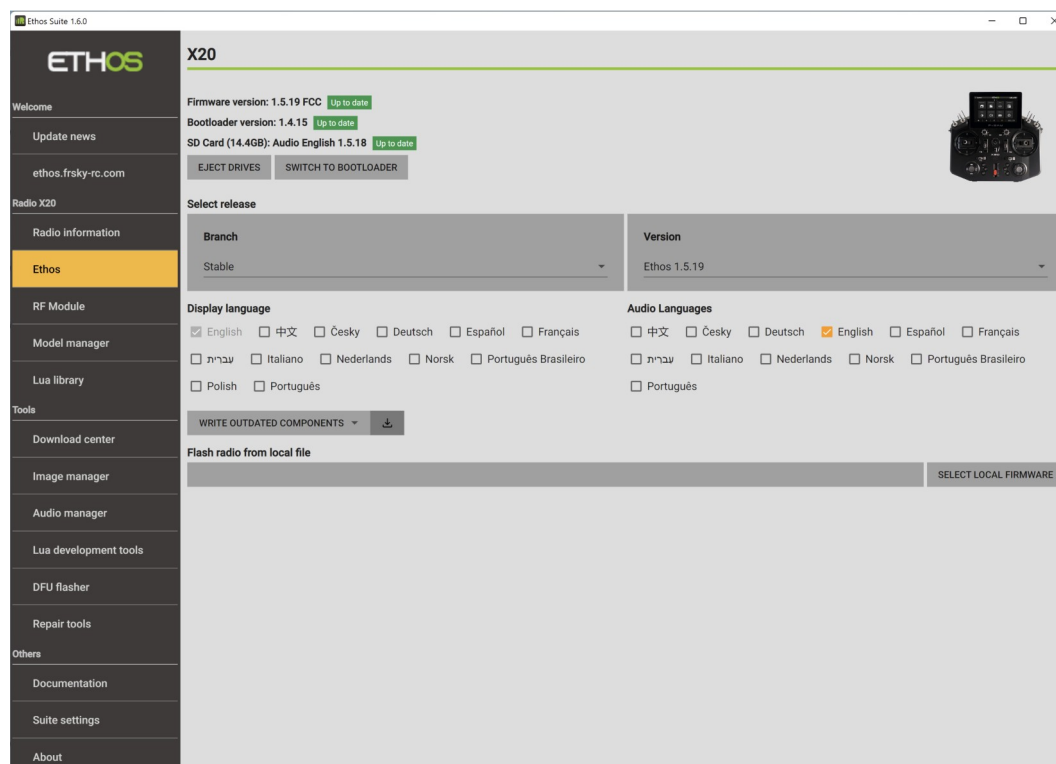 Ethos Suite 1.6.0
ETHOS
Welcome
Update news
ethos.frsky-rc.com
Radio X20
Radio information
Ethos
RF Module
Model manager
Lua library
Tools
Download center
Image manager
Audio manager
Lua development tools
DFU flasher
Repair tools
Others
Documentation
Suite settings
About
X20
Firmware version: 1.5.19 FCC Up to date
Bootloader version: 1.4.15 Up to date
SD Card (14.4GB): Audio English 1.5.18 Up to date
EJECT DRIVES SWITCH TO BOOTLOADER
Select release
Branch
Stable
Version
Ethos 1.5.19
Display language
English 中文 Česky Deutsch Español Français
עברית Italiano Nederlands Norsk Português Brasileiro
Polish Português
Audio Languages
中文 Česky Deutsch English Español Français
עברית Italiano Nederlands Norsk Português Brasileiro
Português
WRITE OUTDATED COMPONENTS
Flash radio from local file
SELECT LOCAL FIRMWARE